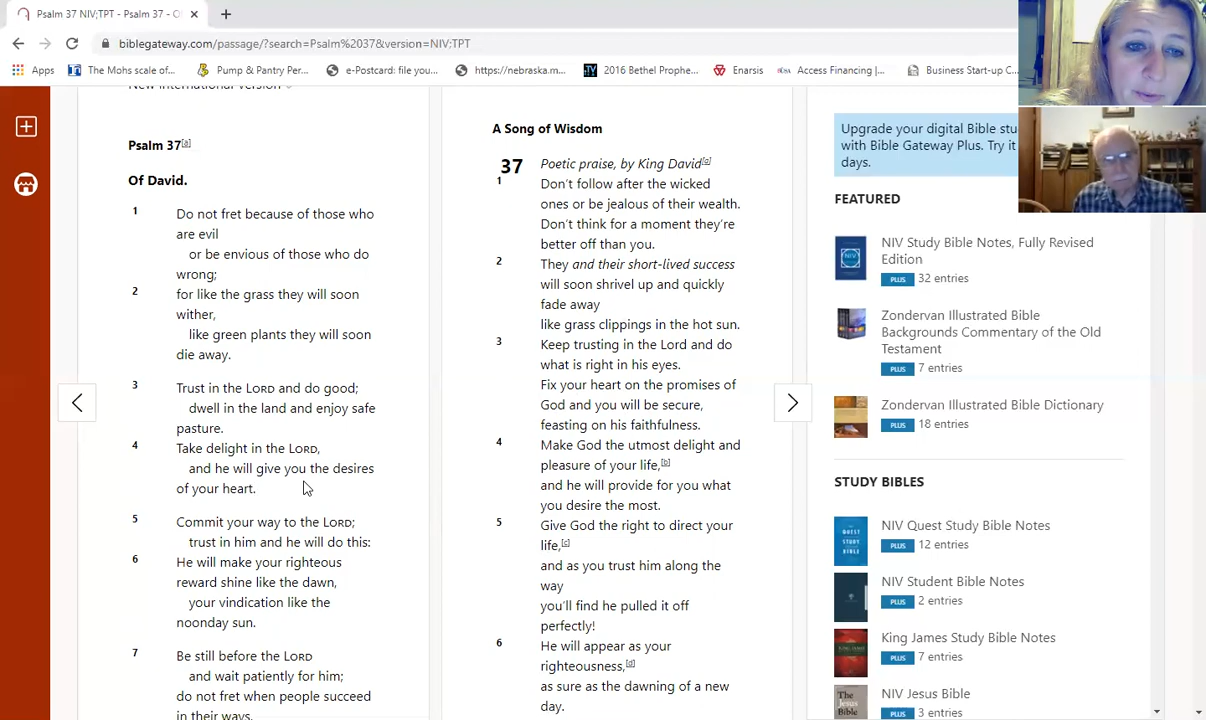 Psalm 37 NIV;TPT - Psalm 37 - O
biblegateway.com/passage/?search=Psalm%2037&version=NIV;TPT
Apps
The Mohs scale of...
Pump & Pantry Per...
e-Postcard: file you...
https://nebraska.m...
2016 Bethel Prophe...
Enarsis
Access Financing |...
Business Start-up C
New International Version
Psalm 37[a]
Of David.
1 Do not fret because of those who
are evil
or be envious of those who do
wrong;
2 for like the grass they will soon
wither,
like green plants they will soon
die away.
3 Trust in the LORD and do good;
dwell in the land and enjoy safe
pasture.
4 Take delight in the LORD,
and he will give you the desires
of your heart.
5 Commit your way to the LORD;
trust in him and he will do this:
6 He will make your righteous
reward shine like the dawn,
your vindication like the
noonday sun.
7 Be still before the LORD
and wait patiently for him;
do not fret when people succeed
in their ways,
A Song of Wisdom
37 Poetic praise, by King David[a]
1 Don't follow after the wicked
ones or be jealous of their wealth.
Don't think for a moment they're
better off than you.
2 They and their short-lived success
will soon shrivel up and quickly
fade away
like grass clippings in the hot sun.
3 Keep trusting in the Lord and do
what is right in his eyes.
Fix your heart on the promises of
God and you will be secure,
feasting on his faithfulness.
4 Make God the utmost delight and
pleasure of your life,[b]
and he will provide for you what
you desire the most.
5 Give God the right to direct your
life,[c]
and as you trust him along the
way
you'll find he pulled it off
perfectly!
6 He will appear as your
righteousness,[d]
as sure as the dawning of a new
day.
Upgrade your digital Bible stu
with Bible Gateway Plus. Try it
days.
FEATURED
NIV Study Bible Notes, Fully Revised
Edition
PLUS 32 entries
Zondervan Illustrated Bible
Backgrounds Commentary of the Old
Testament
PLUS 7 entries
Zondervan Illustrated Bible Dictionary
PLUS 18 entries
STUDY BIBLES
NIV Quest Study Bible Notes
PLUS 12 entries
NIV Student Bible Notes
PLUS 2 entries
King James Study Bible Notes
PLUS 7 entries
NIV Jesus Bible
PLUS 3 entries